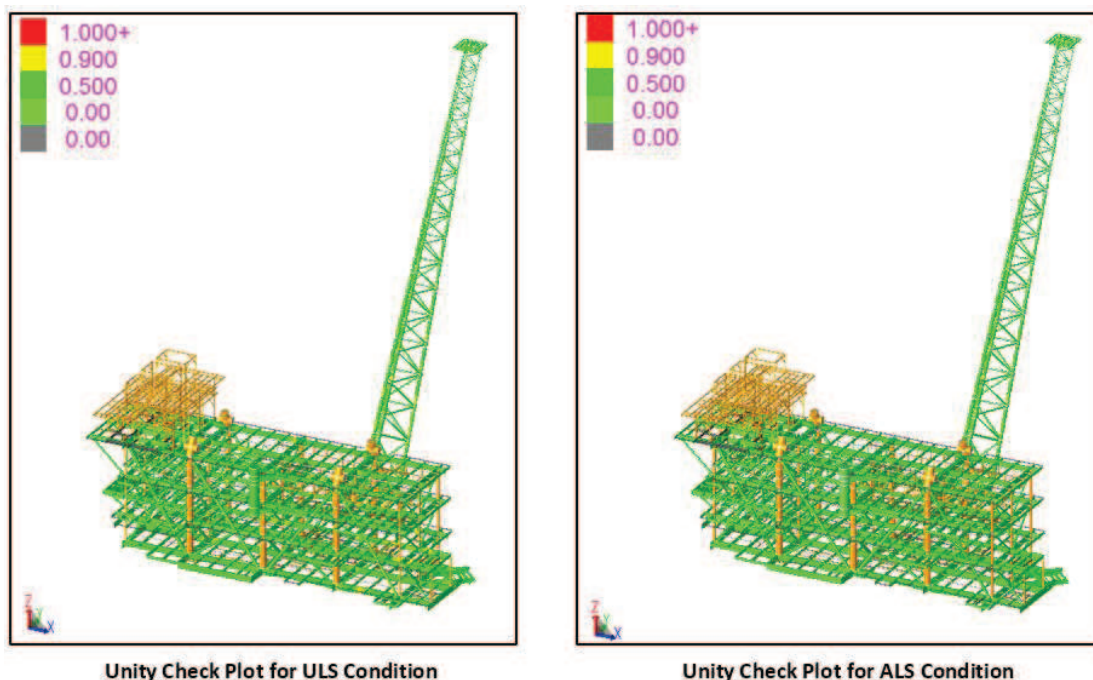 1.000+
0.900
0.500
0.00
0.00
Z
Y
X
Unity Check Plot for ULS Condition
1.000+
0.900
0.500
0.00
0.00
Z
Y
X
Unity Check Plot for ALS Condition